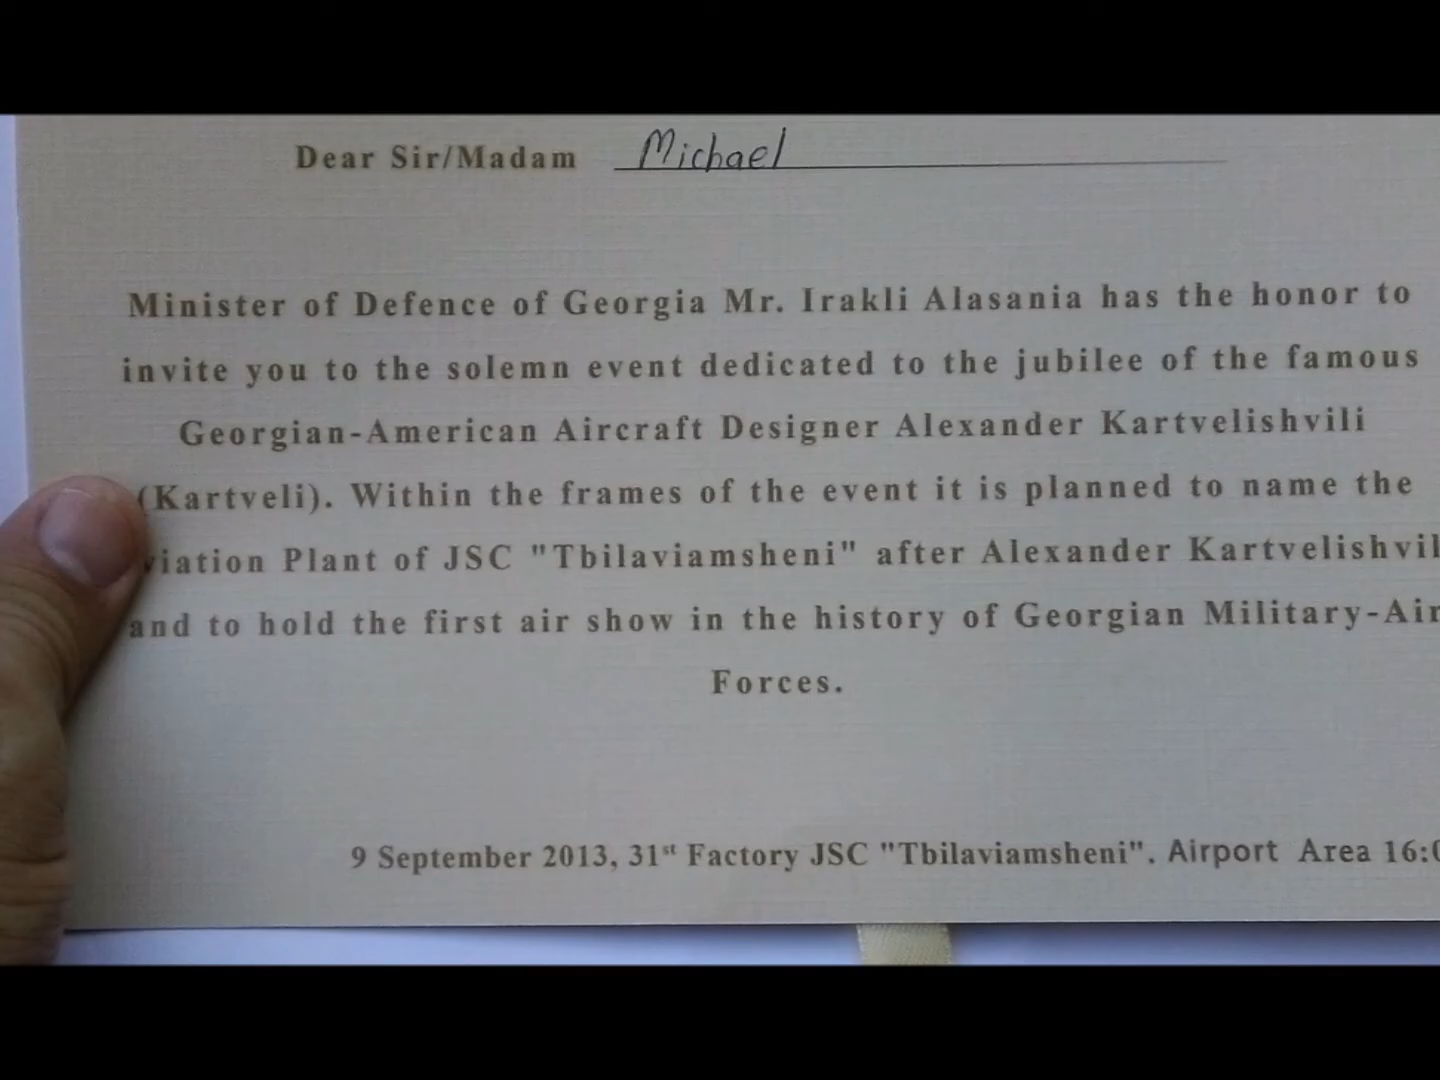 Dear Sir/Madam Michael
Minister of Defence of Georgia Mr. Irakli Alasania has the honor to
invite you to the solemn event dedicated to the jubilee of the famous
Georgian-American Aircraft Designer Alexander Kartvelishvili
(Kartveli). Within the frames of the event it is planned to name the
viation Plant of JSC "Tbilaviamsheni" after Alexander Kartvelishvil
and to hold the first air show in the history of Georgian Military-Air
Forces.
9 September 2013, 31st Factory JSC "Tbilaviamsheni". Airport Area 16:0